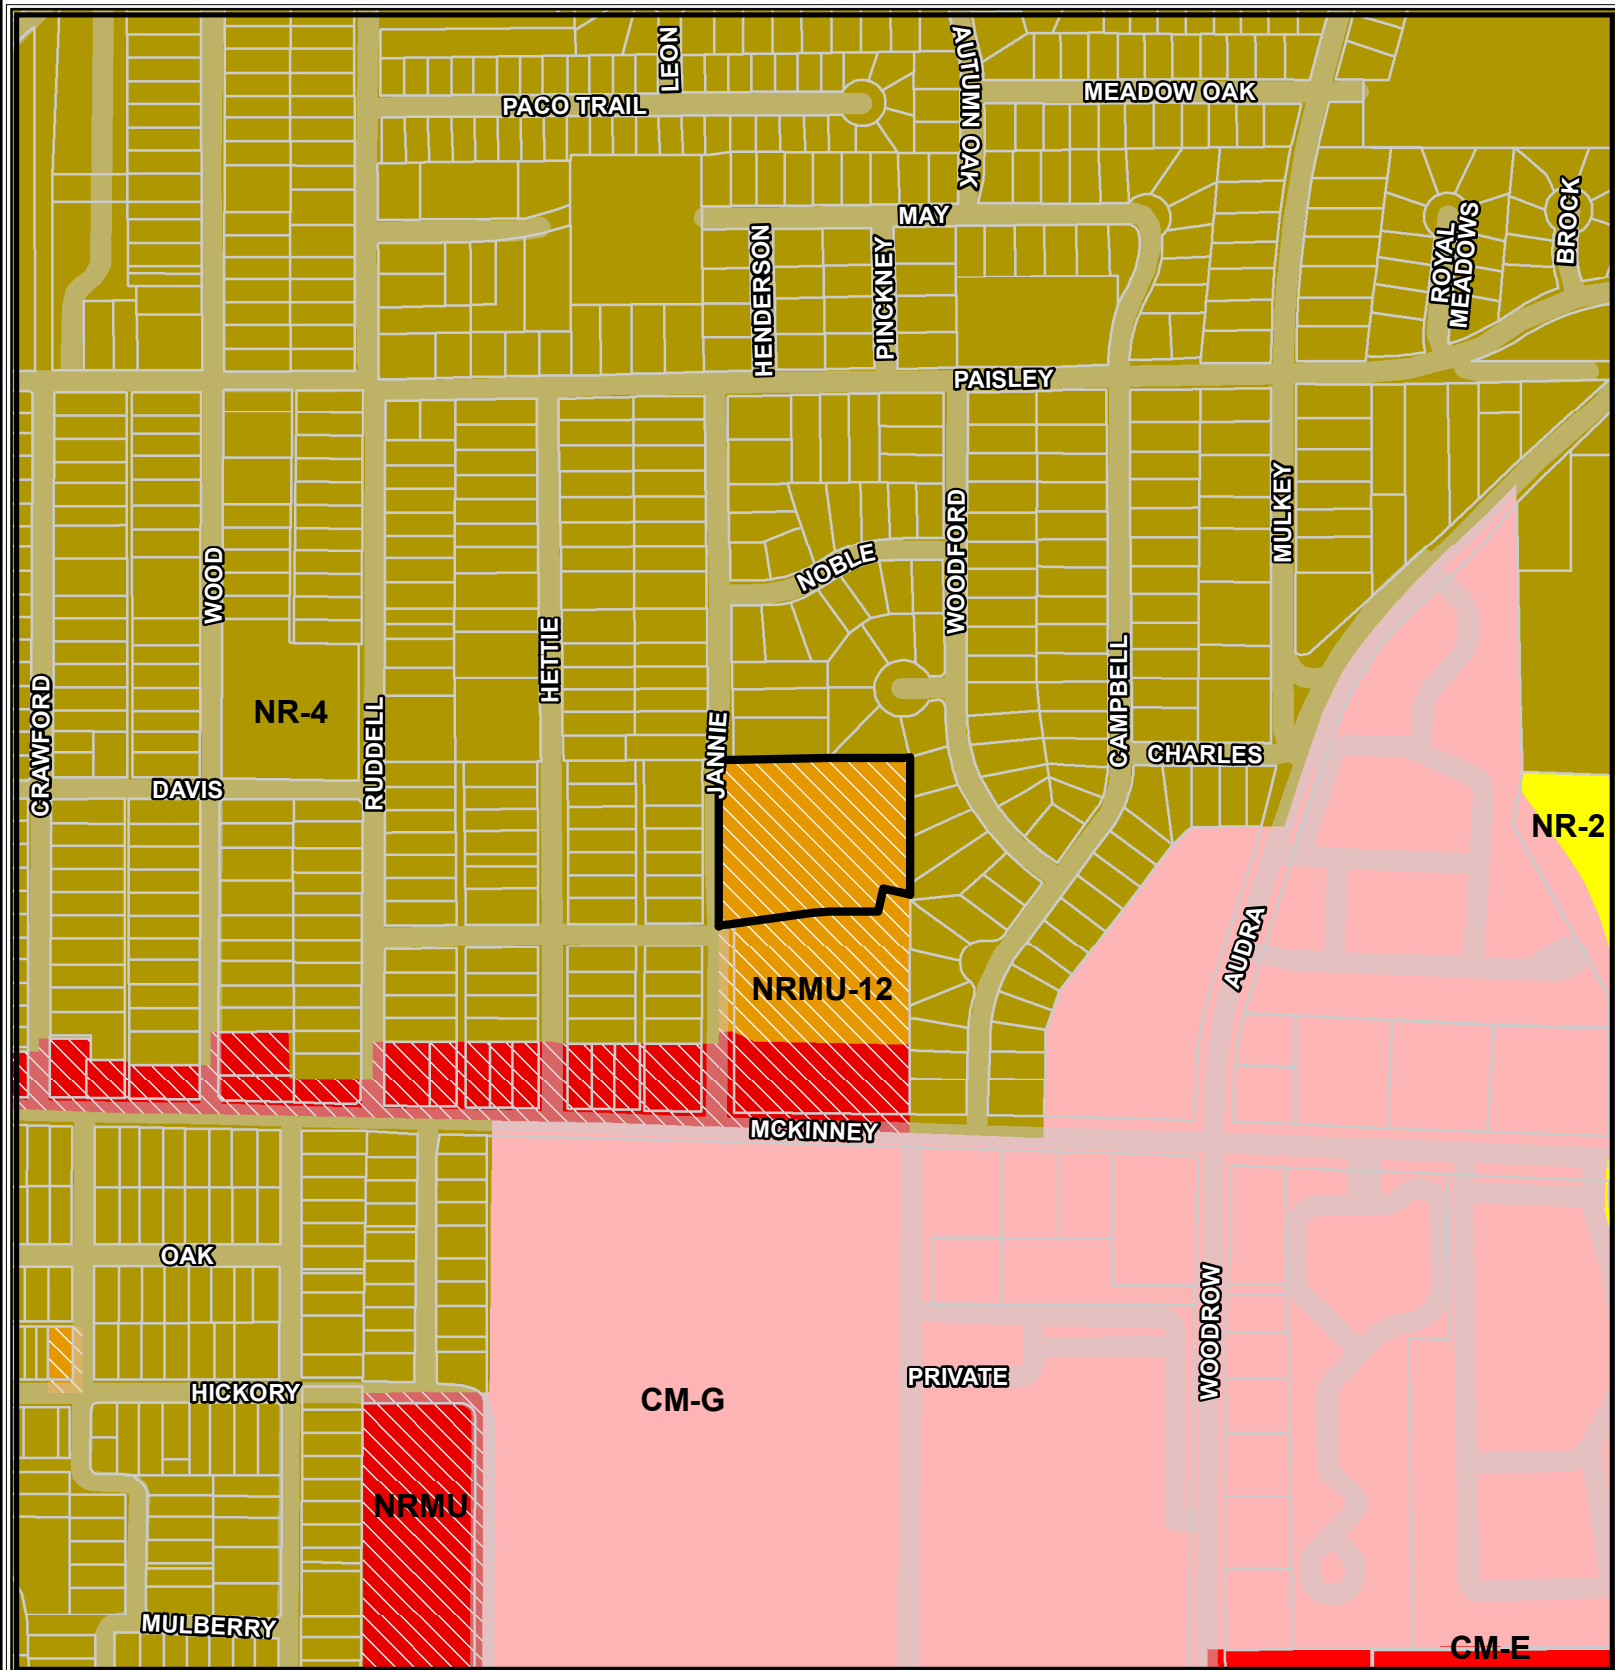 LEON
AUTUMN OAK
MEADOW OAK
PACO TRAIL
MAY
BROCK
ROYAL
MEADOWS
HENDERSON
PINCKNEY
PAISLEY
WOODFORD
MULKEY
WOOD
NOBLE
HETTIE
CAMPBELL
CRAWFORD
NR-4
RUDDELL
JANNIE
CHARLES
DAVIS
NR-2
AUDRA
NRMU-12
MCKINNEY
OAK
WOODROW
HICKORY
PRIVATE
CM-G
NRMU
MULBERRY
CM-E